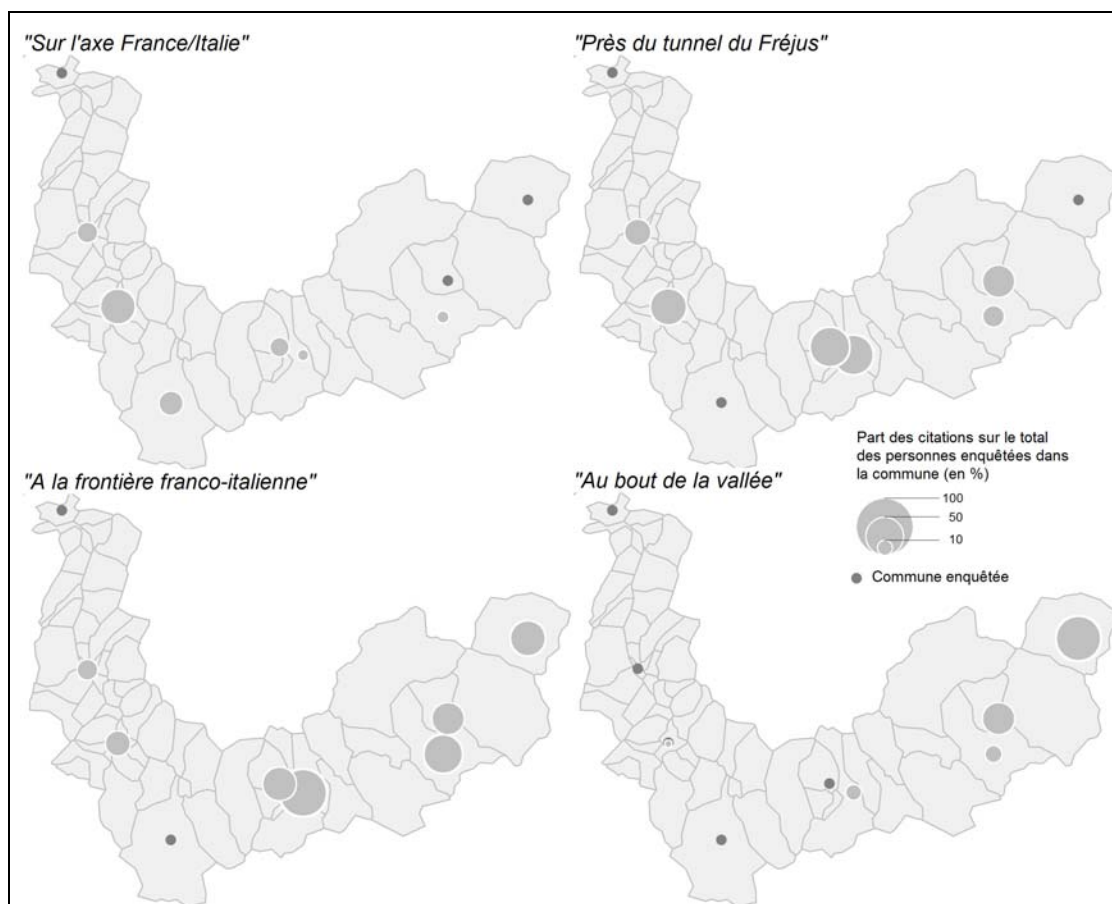 "Sur l'axe France/Italie"
"Près du tunnel du Fréjus"
Part des citations sur le total
des personnes enquêtées dans
la commune (en %)
100
50
10
Commune enquêtée
"A la frontière franco-italienne"
"Au bout de la vallée"